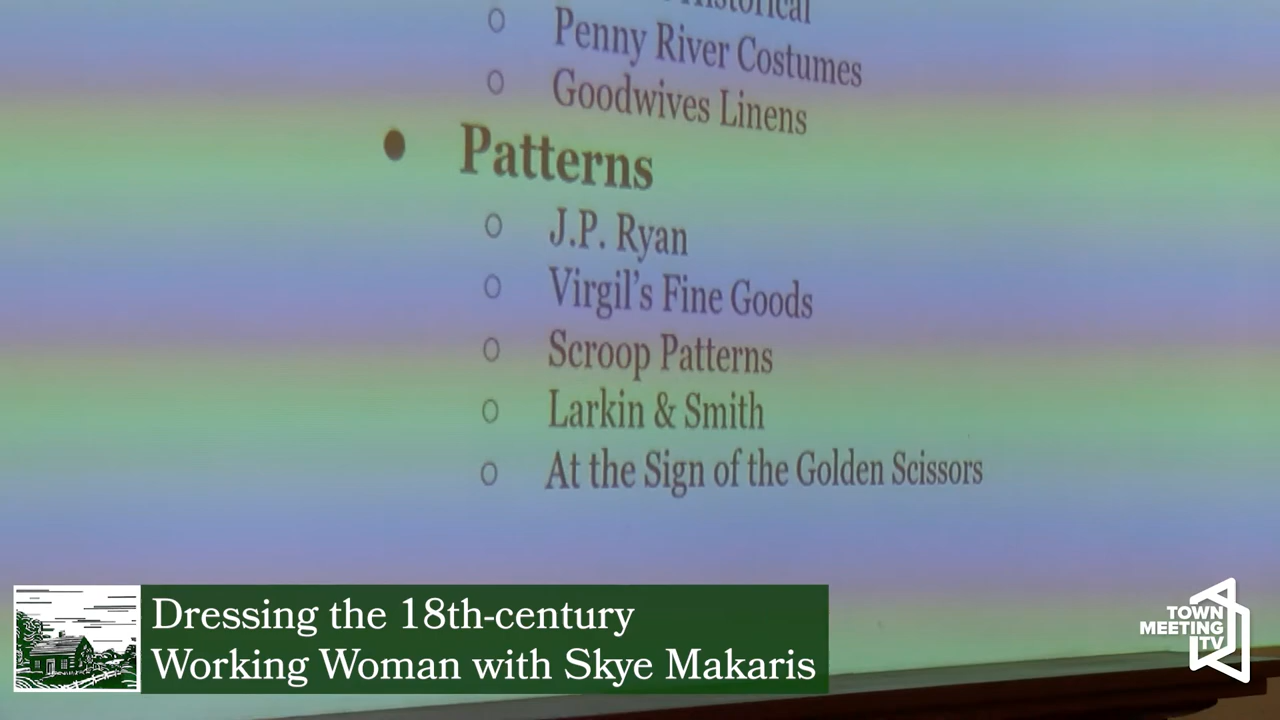 Historical
Penny River Costumes
Goodwives Linens
Patterns
J.P. Ryan
Virgil's Fine Goods
Scroop Patterns
Larkin & Smith
At the Sign of the Golden Scissors
Dressing the 18th-century
Working Woman with Skye Makaris
TOWN
MEETING
TV